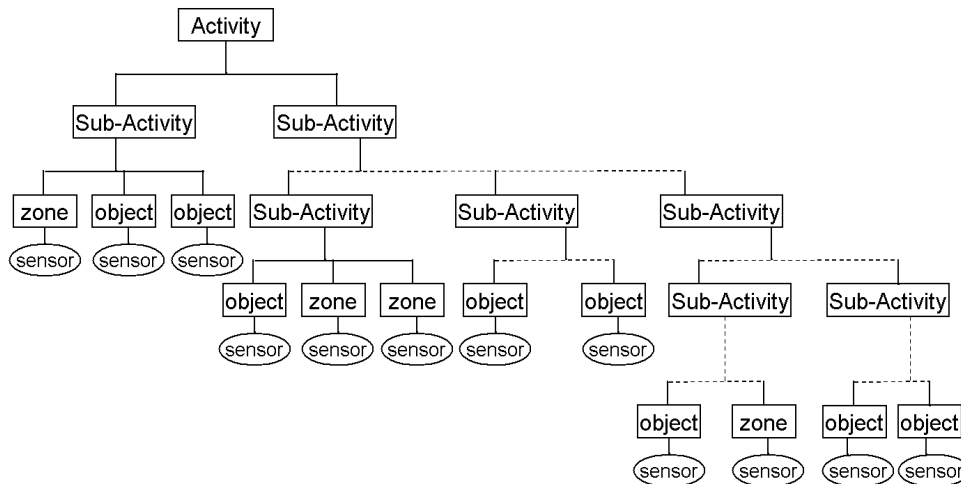 Activity
Sub-Activity Sub-Activity
zone object object Sub-Activity Sub-Activity Sub-Activity
sensor sensor sensor
object zone zone object object Sub-Activity Sub-Activity
sensor sensor sensor sensor sensor
object zone object object
sensor sensor sensor sensor